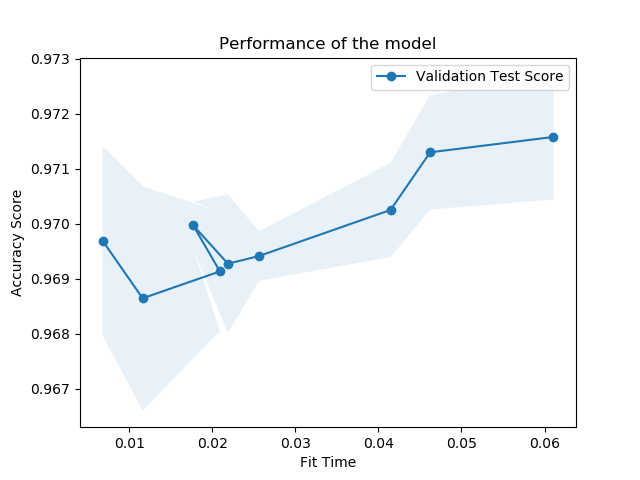 Performance of the model
Validation Test Score
Accuracy Score
0.973
0.972
0.971
0.970
0.969
0.968
0.967
0.01 0.02 0.03 0.04 0.05 0.06
Fit Time